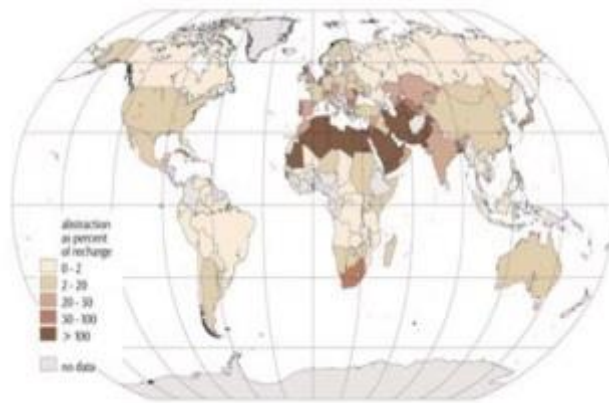 abstraction
as percent
of recharge
0 - 2
2 - 20
20 - 50
50 - 100
> 100
no data